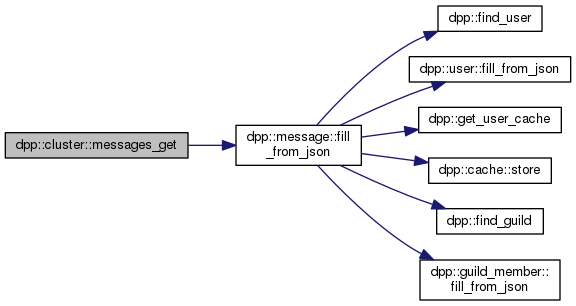 dpp::cluster::messages_get
dpp::message::fill
_from_json
dpp::find_user
dpp::user::fill_from_json
dpp::get_user_cache
dpp::cache::store
dpp::find_guild
dpp::guild_member::
fill_from_json